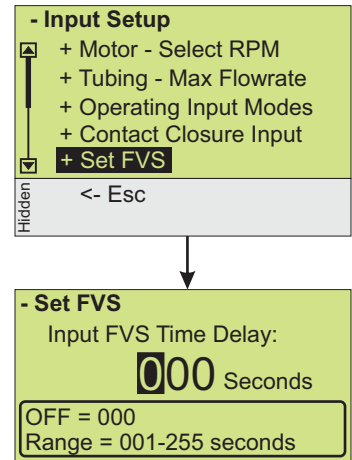 - Input Setup
+ Motor - Select RPM
+ Tubing - Max Flowrate
+ Operating Input Modes
+ Contact Closure Input
+ Set FVS
Hidden
<- Esc
- Set FVS
Input FVS Time Delay:
000 Seconds
OFF = 000
Range = 001-255 seconds